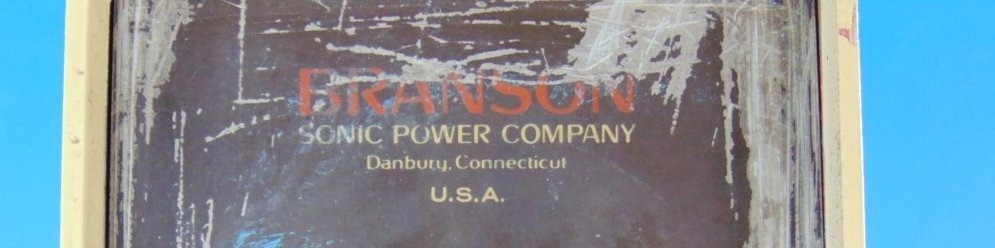 BRANSON
SONIC POWER COMPANY
Danbury, Connecticut
U.S.A.